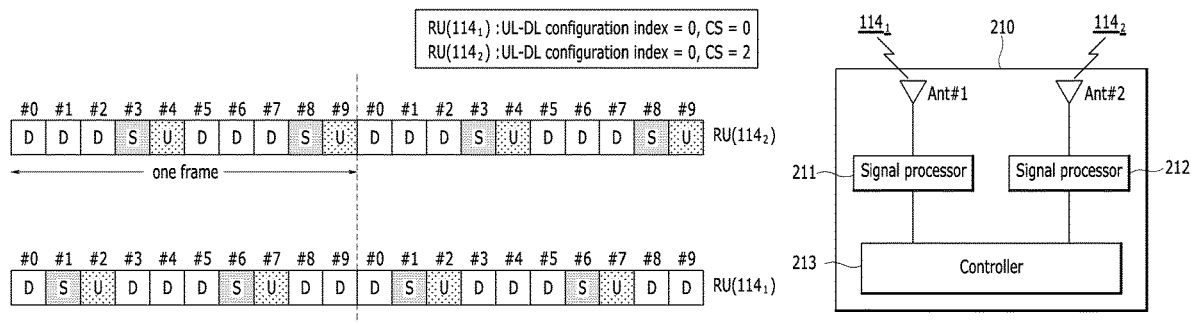 RU(114₁) : UL-DL configuration index = 0, CS = 0
RU(114₂) : UL-DL configuration index = 0, CS = 2
#0 #1 #2 #3 #4 #5 #6 #7 #8 #9 #0 #1 #2 #3 #4 #5 #6 #7 #8 #9
D D D S U D D D S U D D D S U D D D S U RU(114₂)
one frame
#0 #1 #2 #3 #4 #5 #6 #7 #8 #9 #0 #1 #2 #3 #4 #5 #6 #7 #8 #9
D S U D D D S U D D D S U D D D S U D D RU(114₁)
114₁ 210 114₂
Ant#1 Ant#2
211 Signal processor Signal processor 212
213 Controller